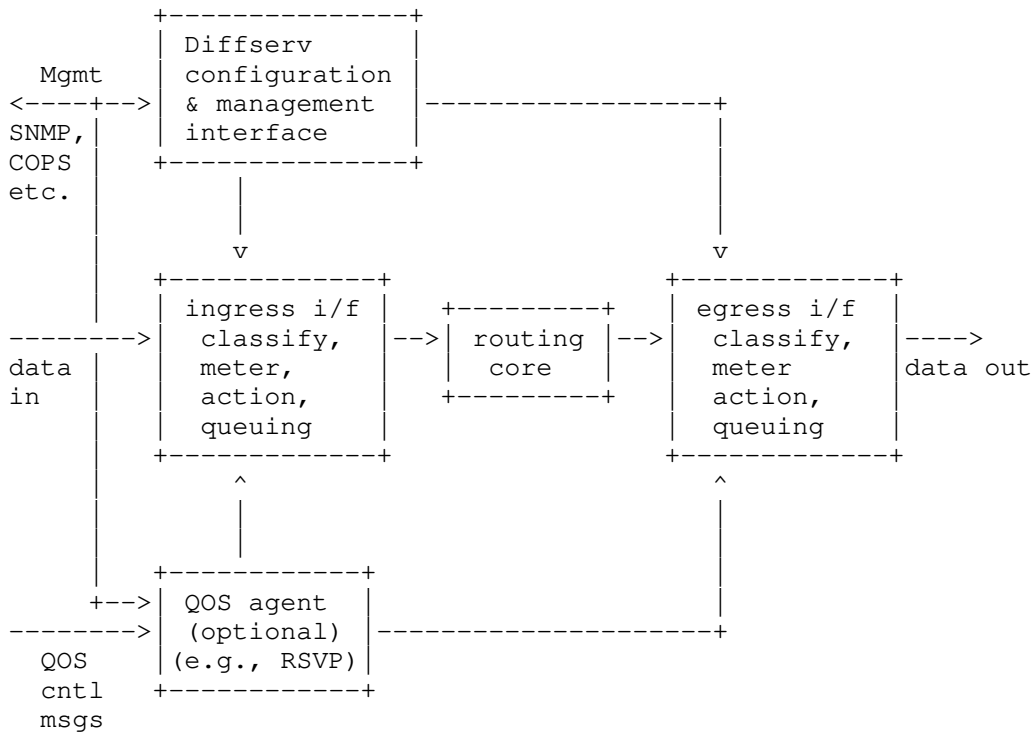 Diffserv
configuration
& management
interface
Mgmt
SNMP,
COPS
etc.
ingress i/f
classify,
meter,
action,
queuing
routing
core
egress i/f
classify,
meter
action,
queuing
data
in
data out
QOS agent
(optional)
(e.g., RSVP)
QOS
cntl
msgs